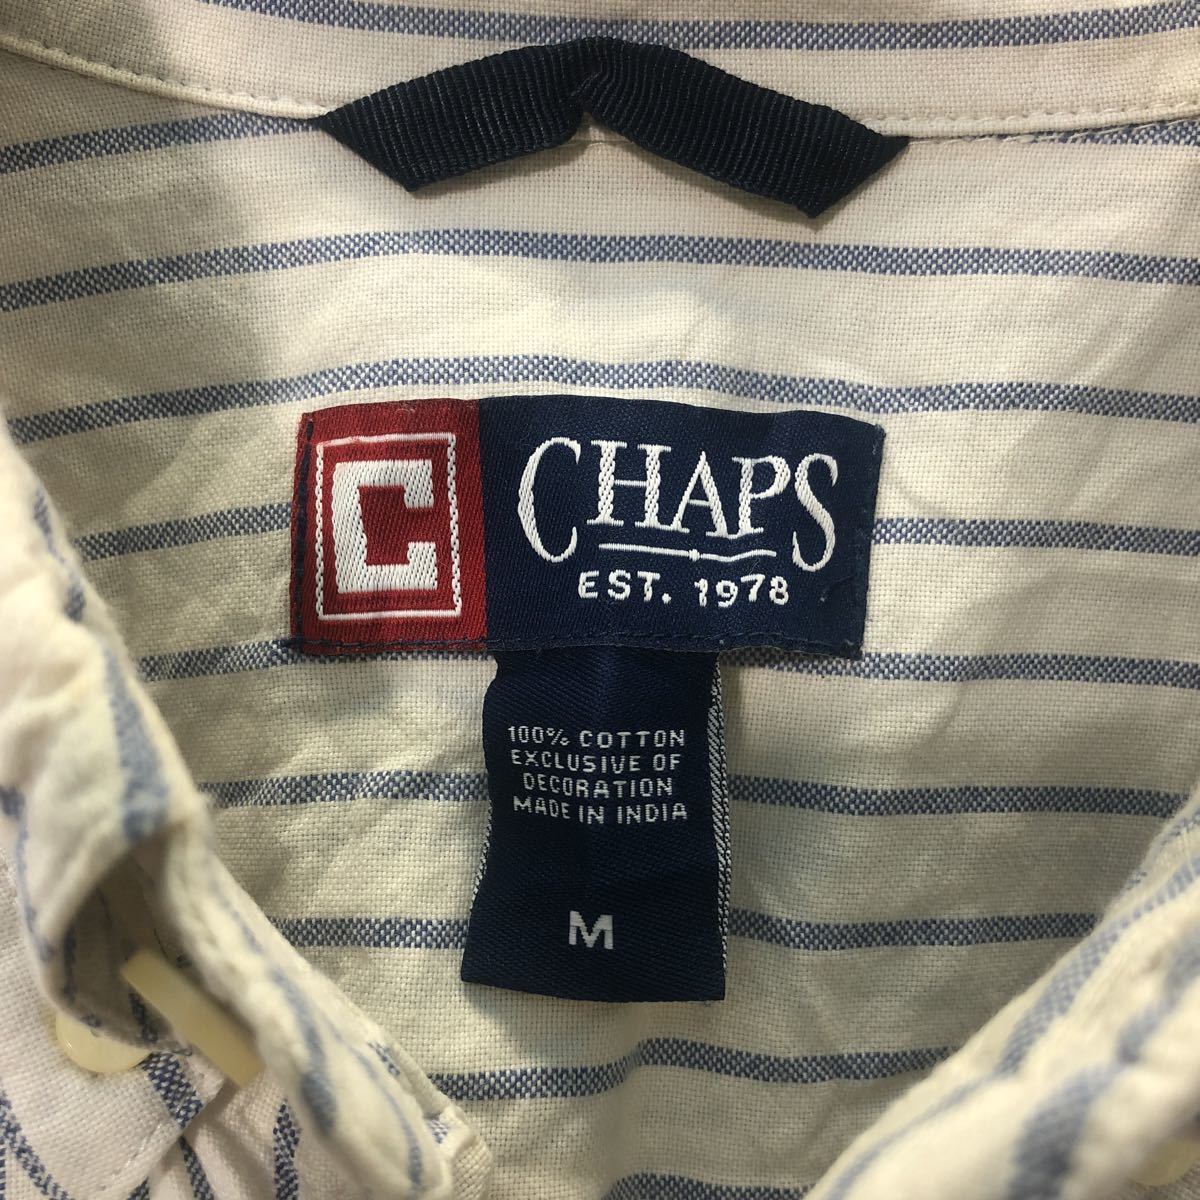 C
CHAPS
EST. 1978
100% COTTON
EXCLUSIVE OF
DECORATION
MADE IN INDIA
M